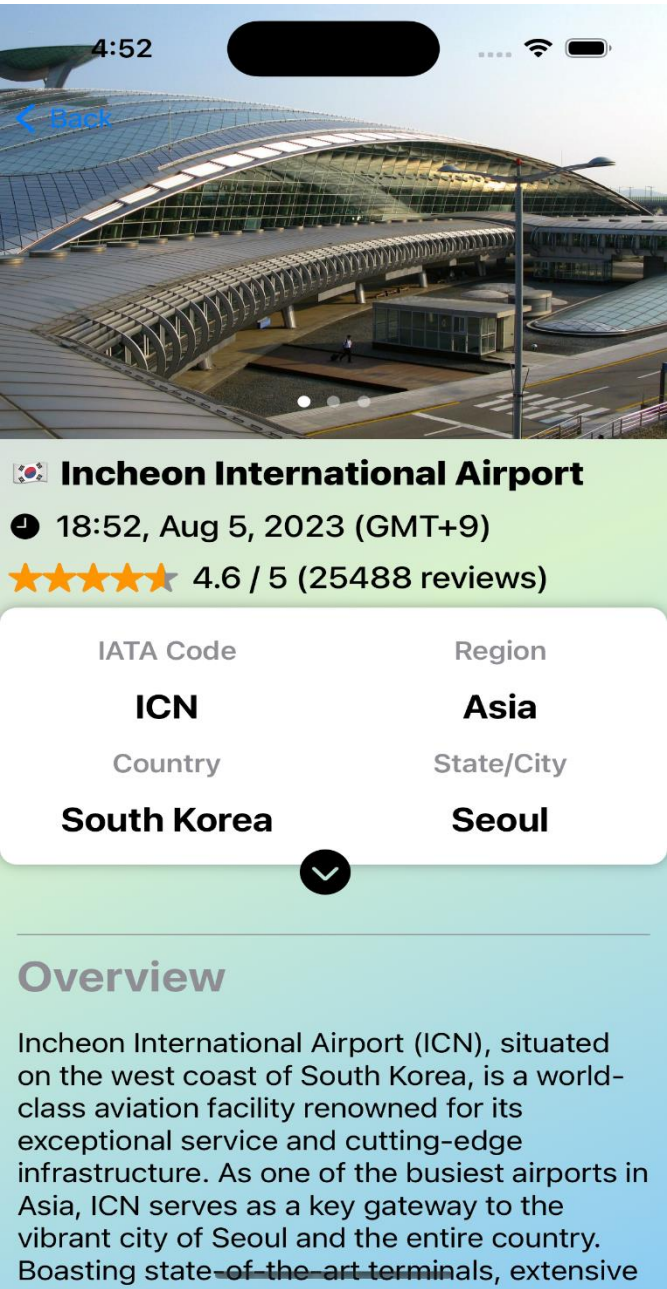 4:52
Back
Incheon International Airport
18:52, Aug 5, 2023 (GMT+9)
4.6 / 5 (25488 reviews)
IATA Code Region
ICN Asia
Country State/City
South Korea Seoul
Overview
Incheon International Airport (ICN), situated
on the west coast of South Korea, is a world-
class aviation facility renowned for its
exceptional service and cutting-edge
infrastructure. As one of the busiest airports in
Asia, ICN serves as a key gateway to the
vibrant city of Seoul and the entire country.
Boasting state-of-the-art terminals, extensive